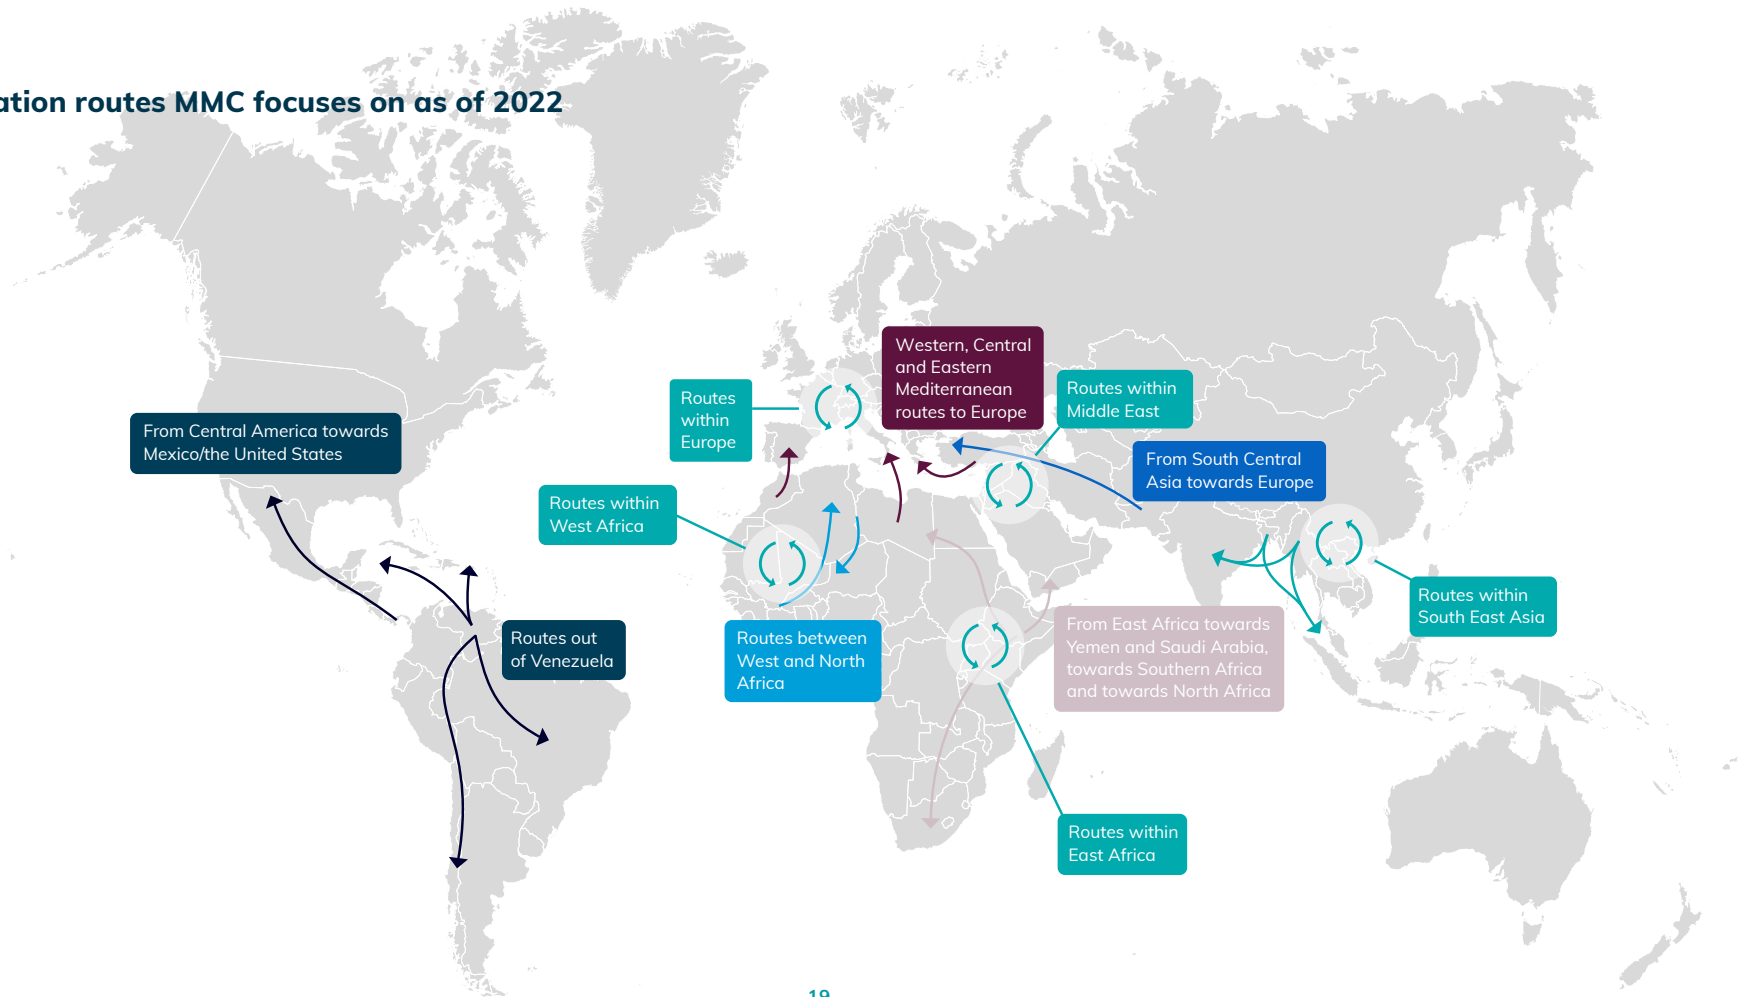 ation routes MMC focuses on as of 2022
Western, Central
and Eastern
Mediterranean
routes to Europe
Routes
within
Europe
Routes within
Middle East
From Central America towards
Mexico/the United States
From South Central
Asia towards Europe
Routes within
West Africa
Routes within
South East Asia
Routes out
of Venezuela
Routes between
West and North
Africa
From East Africa towards
Yemen and Saudi Arabia,
towards Southern Africa
and towards North Africa
Routes within
East Africa
19